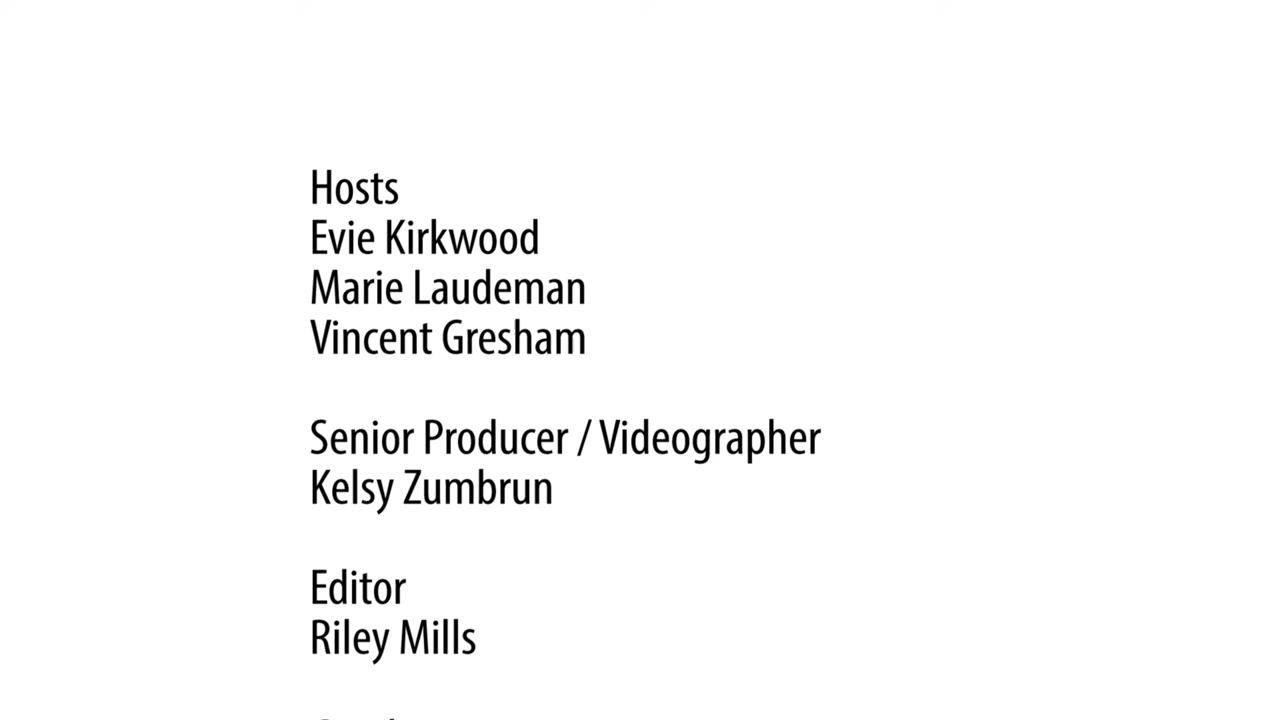 Hosts
Evie Kirkwood
Marie Laudeman
Vincent Gresham
Senior Producer / Videographer
Kelsy Zumbrun
Editor
Riley Mills